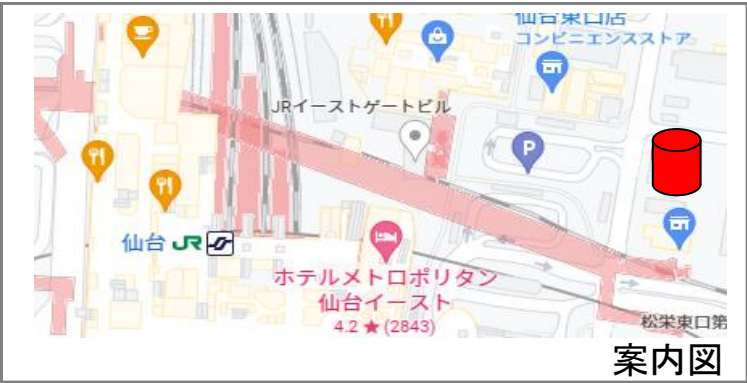 仙台東口店
コンビニエンスストア
JRイーストゲートビル
P
仙台 JR
ホテルメトロポリタン
仙台イースト
4.2 ★ (2843)
松栄東口第
案内図